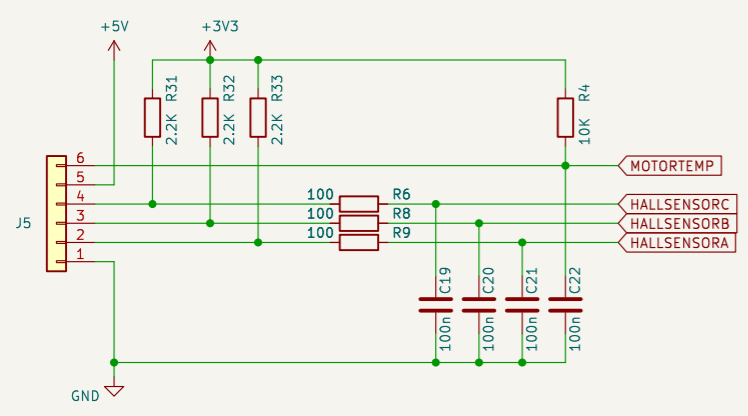 +5V
+3V3
R31
2.2K
R32
2.2K
R33
2.2K
R4
10K
J5
6
5
4
3
2
1
100
R6
100
R8
100
R9
MOTORTEMP
HALLSENSORC
HALLSENSORB
HALLSENSORA
C19
100n
C20
100n
C21
100n
C22
100n
GND